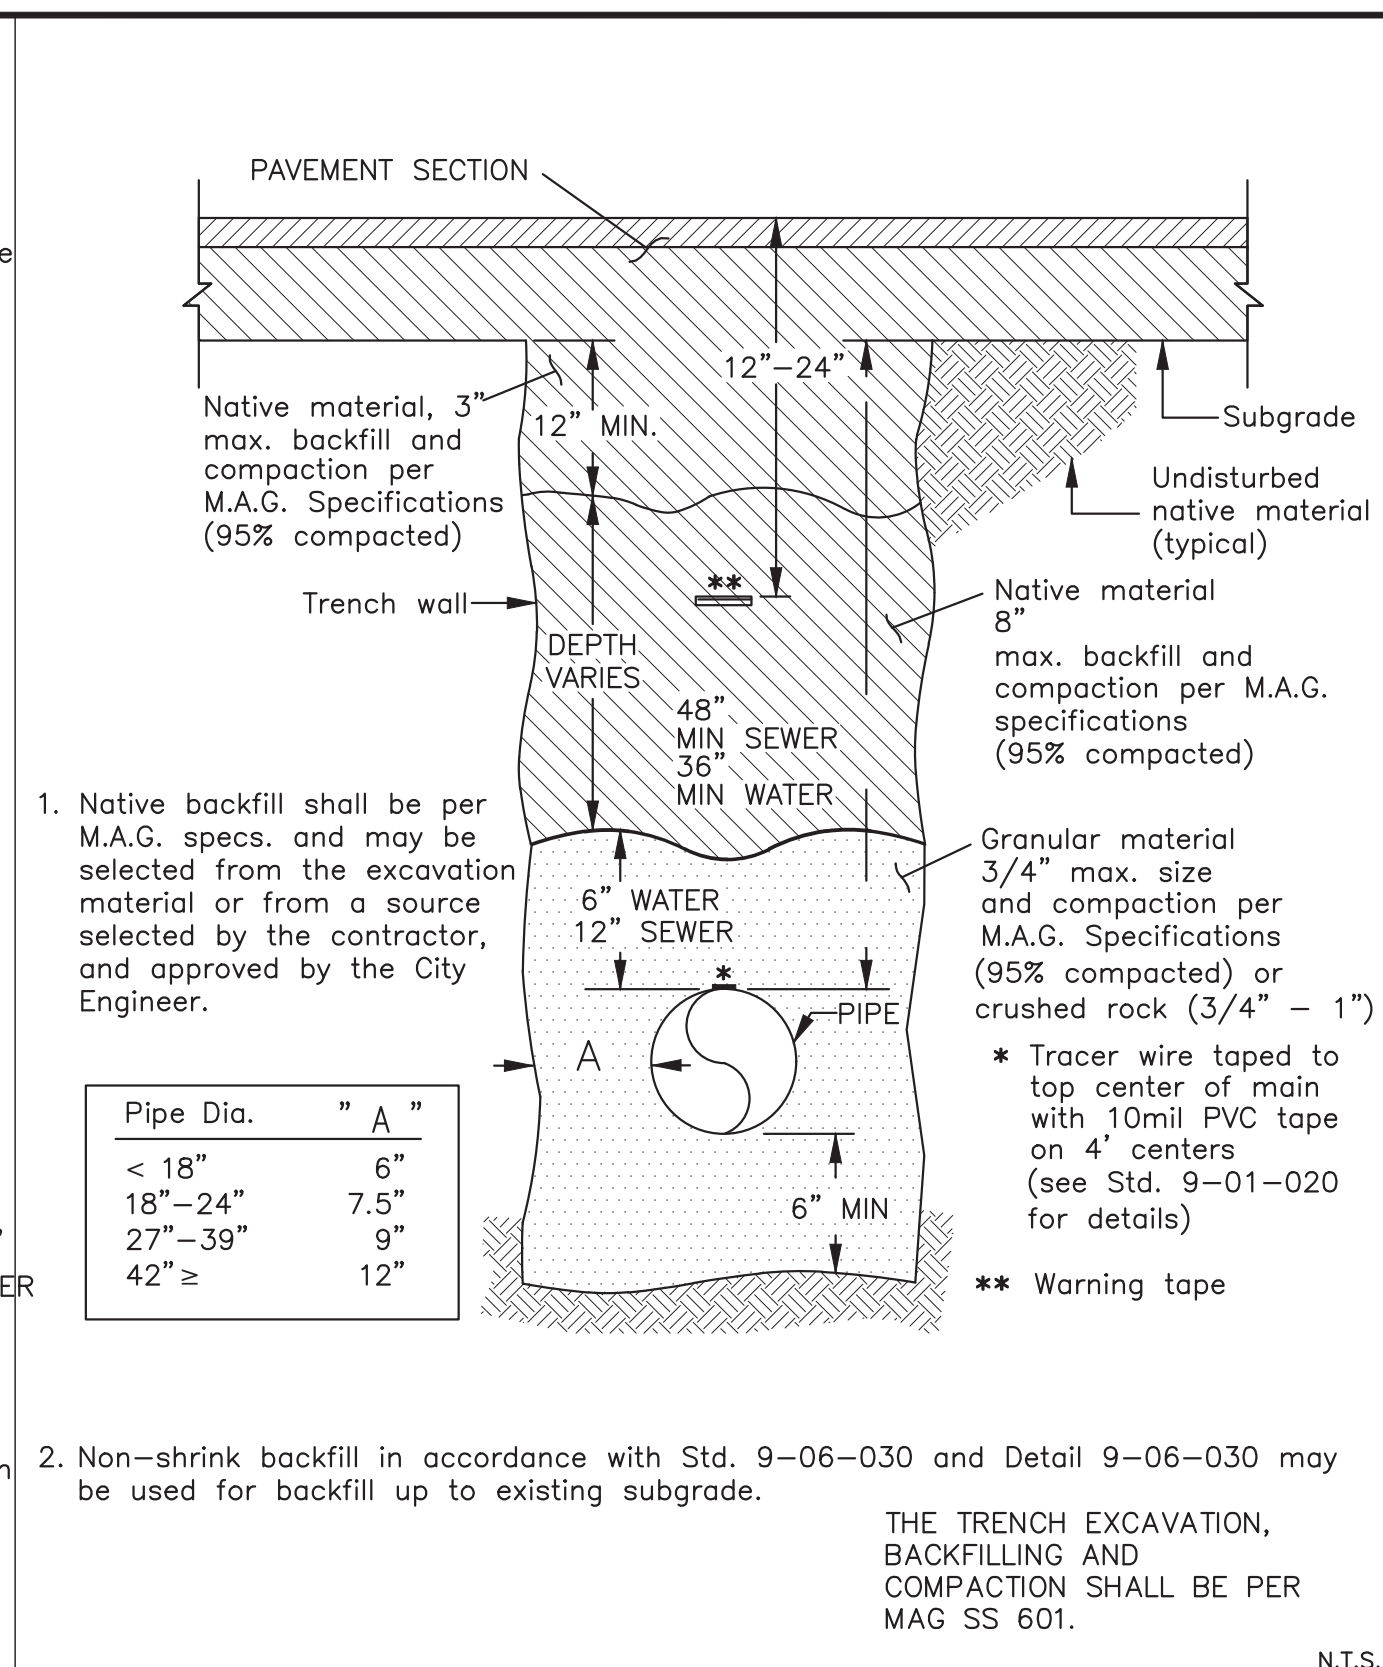 PAVEMENT SECTION
e
12”–24”
Native material, 3”
max. backfill and
compaction per
M.A.G. Specifications
(95% compacted)
12” MIN.
Subgrade
Undisturbed
native material
(typical)
**
Trench wall
Native material
8”
max. backfill and
compaction per M.A.G.
specifications
(95% compacted)
DEPTH
VARIES
48”
MIN SEWER
36”
MIN WATER
1. Native backfill shall be per
M.A.G. specs. and may be
selected from the excavation
material or from a source
selected by the contractor,
and approved by the City
Engineer.
Granular material
3/4” max. size
and compaction per
M.A.G. Specifications
(95% compacted) or
crushed rock (3/4” – 1”)
6” WATER
12” SEWER
*
PIPE
A
* Tracer wire taped to
top center of main
with 10mil PVC tape
on 4’ centers
(see Std. 9–01–020
for details)
Pipe Dia. ” A ”
< 18” 6”
18”–24” 7.5”
27”–39” 9”
42”≥ 12”
6” MIN
ER
** Warning tape
n
2. Non–shrink backfill in accordance with Std. 9–06–030 and Detail 9–06–030 may
be used for backfill up to existing subgrade.
THE TRENCH EXCAVATION,
BACKFILLING AND
COMPACTION SHALL BE PER
MAG SS 601.
N.T.S.